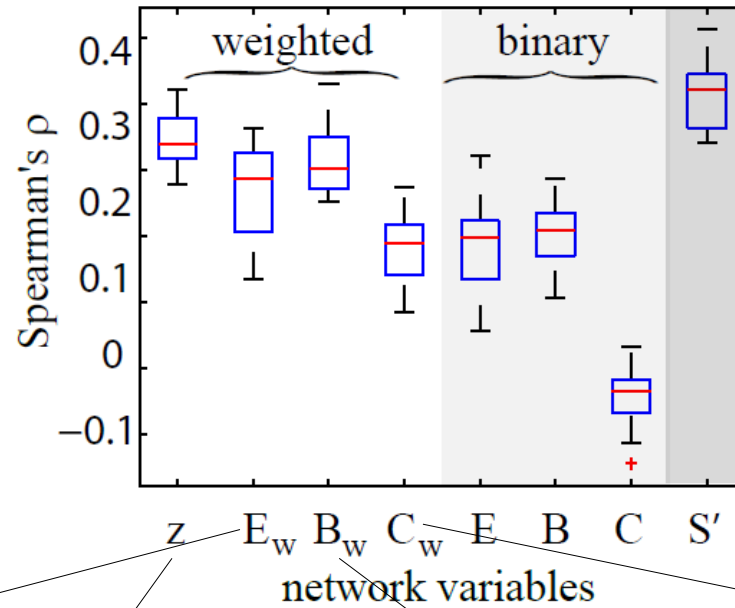 weighted
binary
0.4
0.3
0.2
0.1
0
−0.1
Spearman's ρ
z E_w B_w C_w E B C S′
network variables